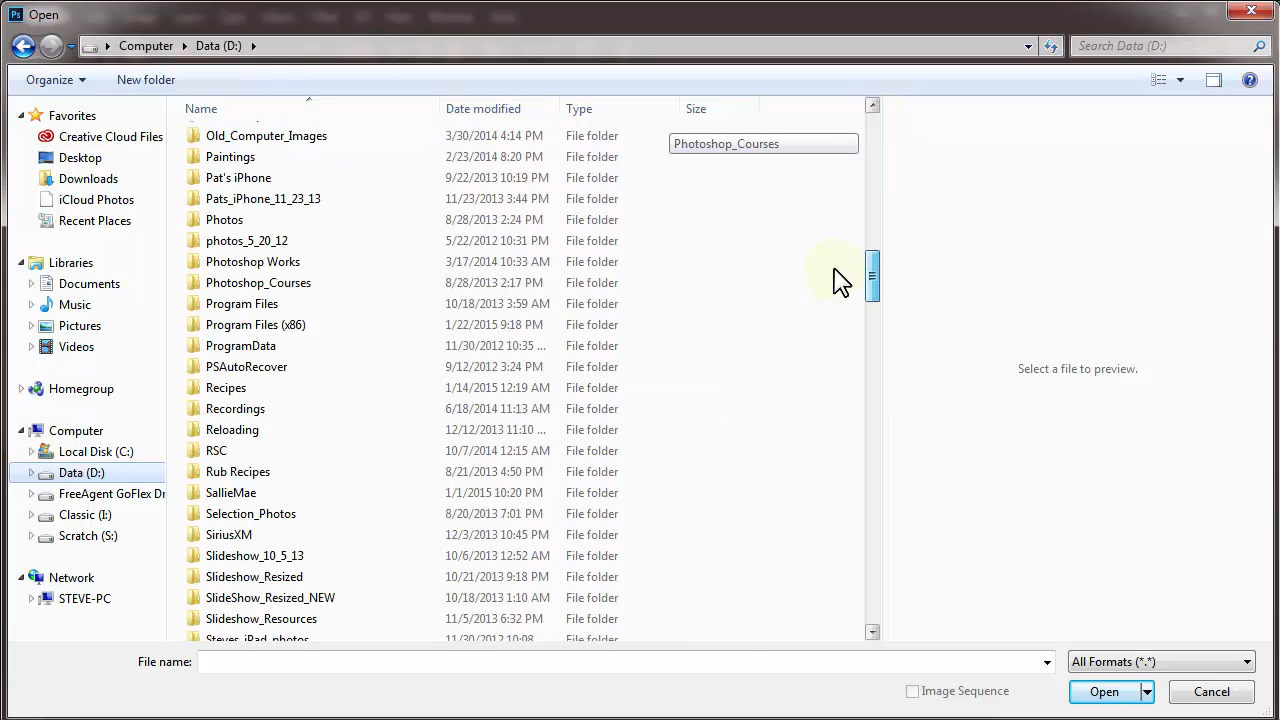 Ps Open
Computer Data (D:) Search Data (D:)
Organize New folder
Favorites
Creative Cloud Files
Desktop
Downloads
iCloud Photos
Recent Places
Libraries
Documents
Music
Pictures
Videos
Homegroup
Computer
Local Disk (C:)
Data (D:)
FreeAgent GoFlex Dr
Classic (I:)
Scratch (S:)
Network
STEVE-PC
Name Date modified Type Size
Old_Computer_Images 3/30/2014 4:14 PM File folder
Paintings 2/23/2014 8:20 PM File folder
Pat's iPhone 9/22/2013 10:19 PM File folder
Pats_iPhone_11_23_13 11/23/2013 3:44 PM File folder
Photos 8/28/2013 2:24 PM File folder
photos_5_20_12 5/22/2012 10:31 PM File folder
Photoshop Works 3/17/2014 10:33 AM File folder
Photoshop_Courses 8/28/2013 2:17 PM File folder
Program Files 10/18/2013 3:59 AM File folder
Program Files (x86) 1/22/2015 9:18 PM File folder
ProgramData 11/30/2012 10:35 ... File folder
PSAutoRecover 9/12/2012 3:24 PM File folder
Recipes 1/14/2015 12:19 AM File folder
Recordings 6/18/2014 11:13 AM File folder
Reloading 12/12/2013 11:10 ... File folder
RSC 10/7/2014 12:15 AM File folder
Rub Recipes 8/21/2013 4:50 PM File folder
SallieMae 1/1/2015 10:20 PM File folder
Selection_Photos 8/20/2013 7:01 PM File folder
SiriusXM 12/3/2013 10:45 PM File folder
Slideshow_10_5_13 10/6/2013 12:52 AM File folder
Slideshow_Resized 10/21/2013 9:18 PM File folder
SlideShow_Resized_NEW 10/18/2013 1:10 AM File folder
Slideshow_Resources 11/5/2013 6:32 PM File folder
Steves_iPad_photos 11/30/2012 10:08 File folder
Photoshop_Courses
Select a file to preview.
File name: All Formats (*.*)
Image Sequence
Open Cancel